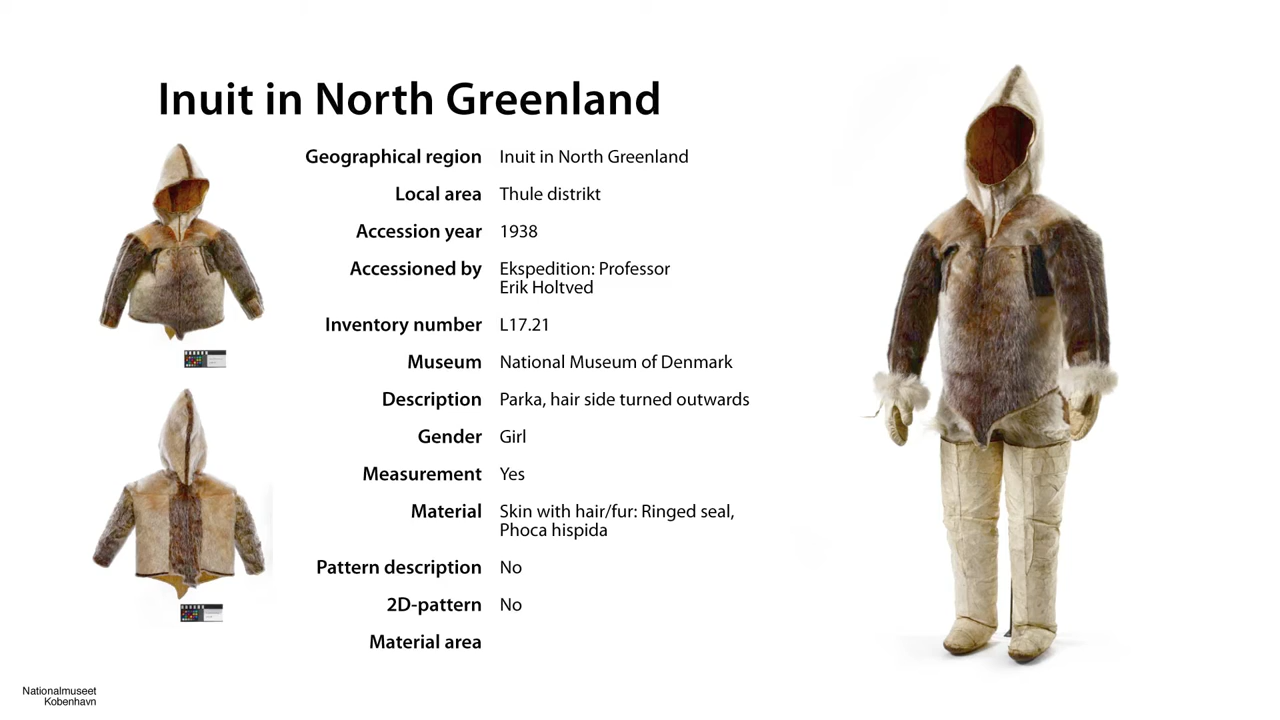 Inuit in North Greenland
Geographical region Inuit in North Greenland
Local area Thule distrikt
Accession year 1938
Accessioned by Ekspedition: Professor
Erik Holtved
Inventory number L17.21
Museum National Museum of Denmark
Description Parka, hair side turned outwards
Gender Girl
Measurement Yes
Material Skin with hair/fur: Ringed seal,
Phoca hispida
Pattern description No
2D-pattern No
Material area
Nationalmuseet
Kobenhavn